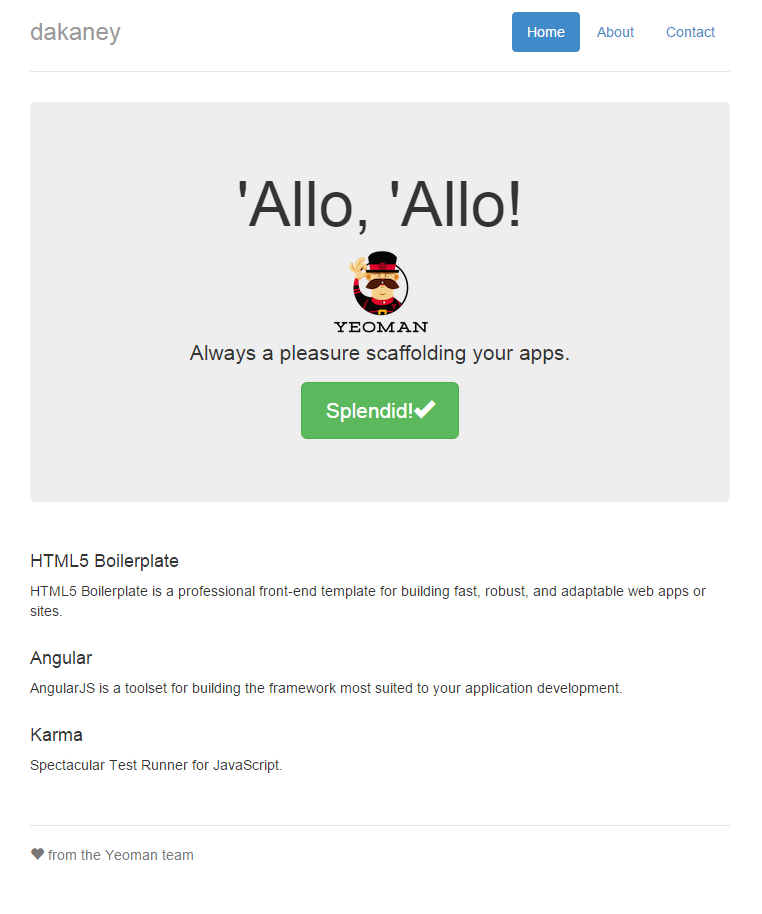 dakaney
Home About Contact
'Allo, 'Allo!
YEOMAN
Always a pleasure scaffolding your apps.
Splendid!✔
HTML5 Boilerplate
HTML5 Boilerplate is a professional front-end template for building fast, robust, and adaptable web apps or
sites.
Angular
AngularJS is a toolset for building the framework most suited to your application development.
Karma
Spectacular Test Runner for JavaScript.
♥ from the Yeoman team